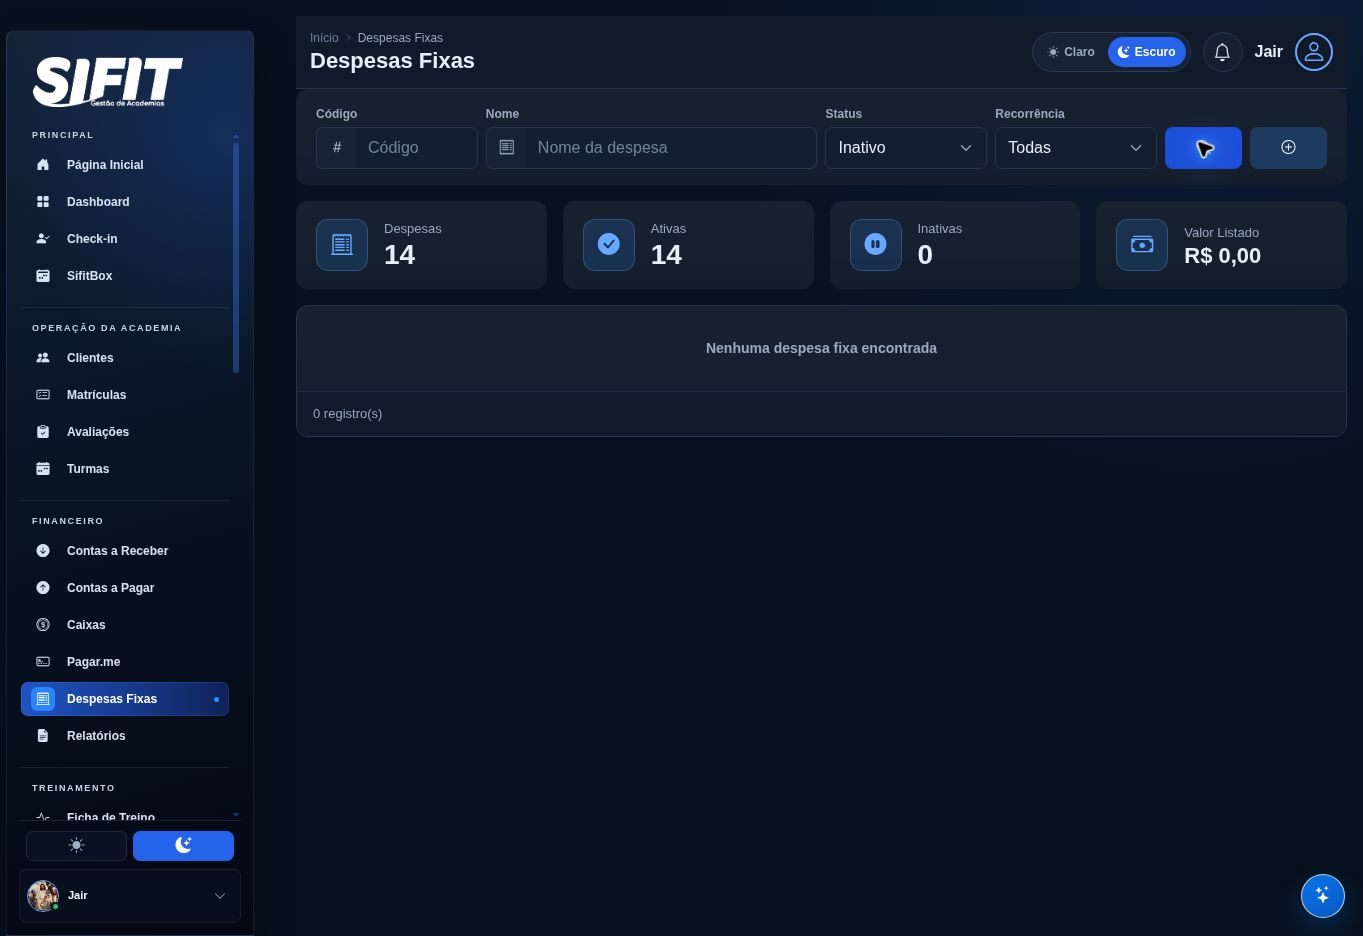 SIFIT
Gestão de Academias
PRINCIPAL
Página Inicial
Dashboard
Check-in
SifitBox
OPERAÇÃO DA ACADEMIA
Clientes
Matrículas
Avaliações
Turmas
FINANCEIRO
Contas a Receber
Contas a Pagar
Caixas
Pagar.me
Despesas Fixas
Relatórios
TREINAMENTO
Ficha de Treino
Jair
Início > Despesas Fixas
Despesas Fixas
Claro Escuro Jair
Código Nome Status Recorrência
# Código Nome da despesa Inativo Todas
Despesas
14
Ativas
14
Inativas
0
Valor Listado
R$ 0,00
Nenhuma despesa fixa encontrada
0 registro(s)